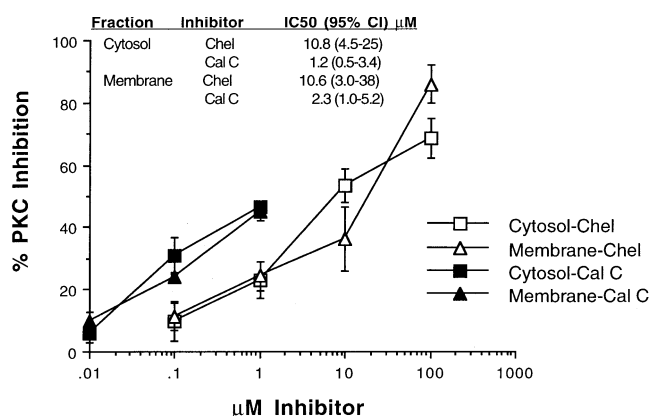 Fraction Inhibitor IC50 (95% CI) μM
Cytosol Chel 10.8 (4.5-25)
Cal C 1.2 (0.5-3.4)
Membrane Chel 10.6 (3.0-38)
Cal C 2.3 (1.0-5.2)
100
80
60
40
20
0
% PKC Inhibition
Cytosol-Chel
Membrane-Chel
Cytosol-Cal C
Membrane-Cal C
.01 .1 1 10 100 1000
μM Inhibitor